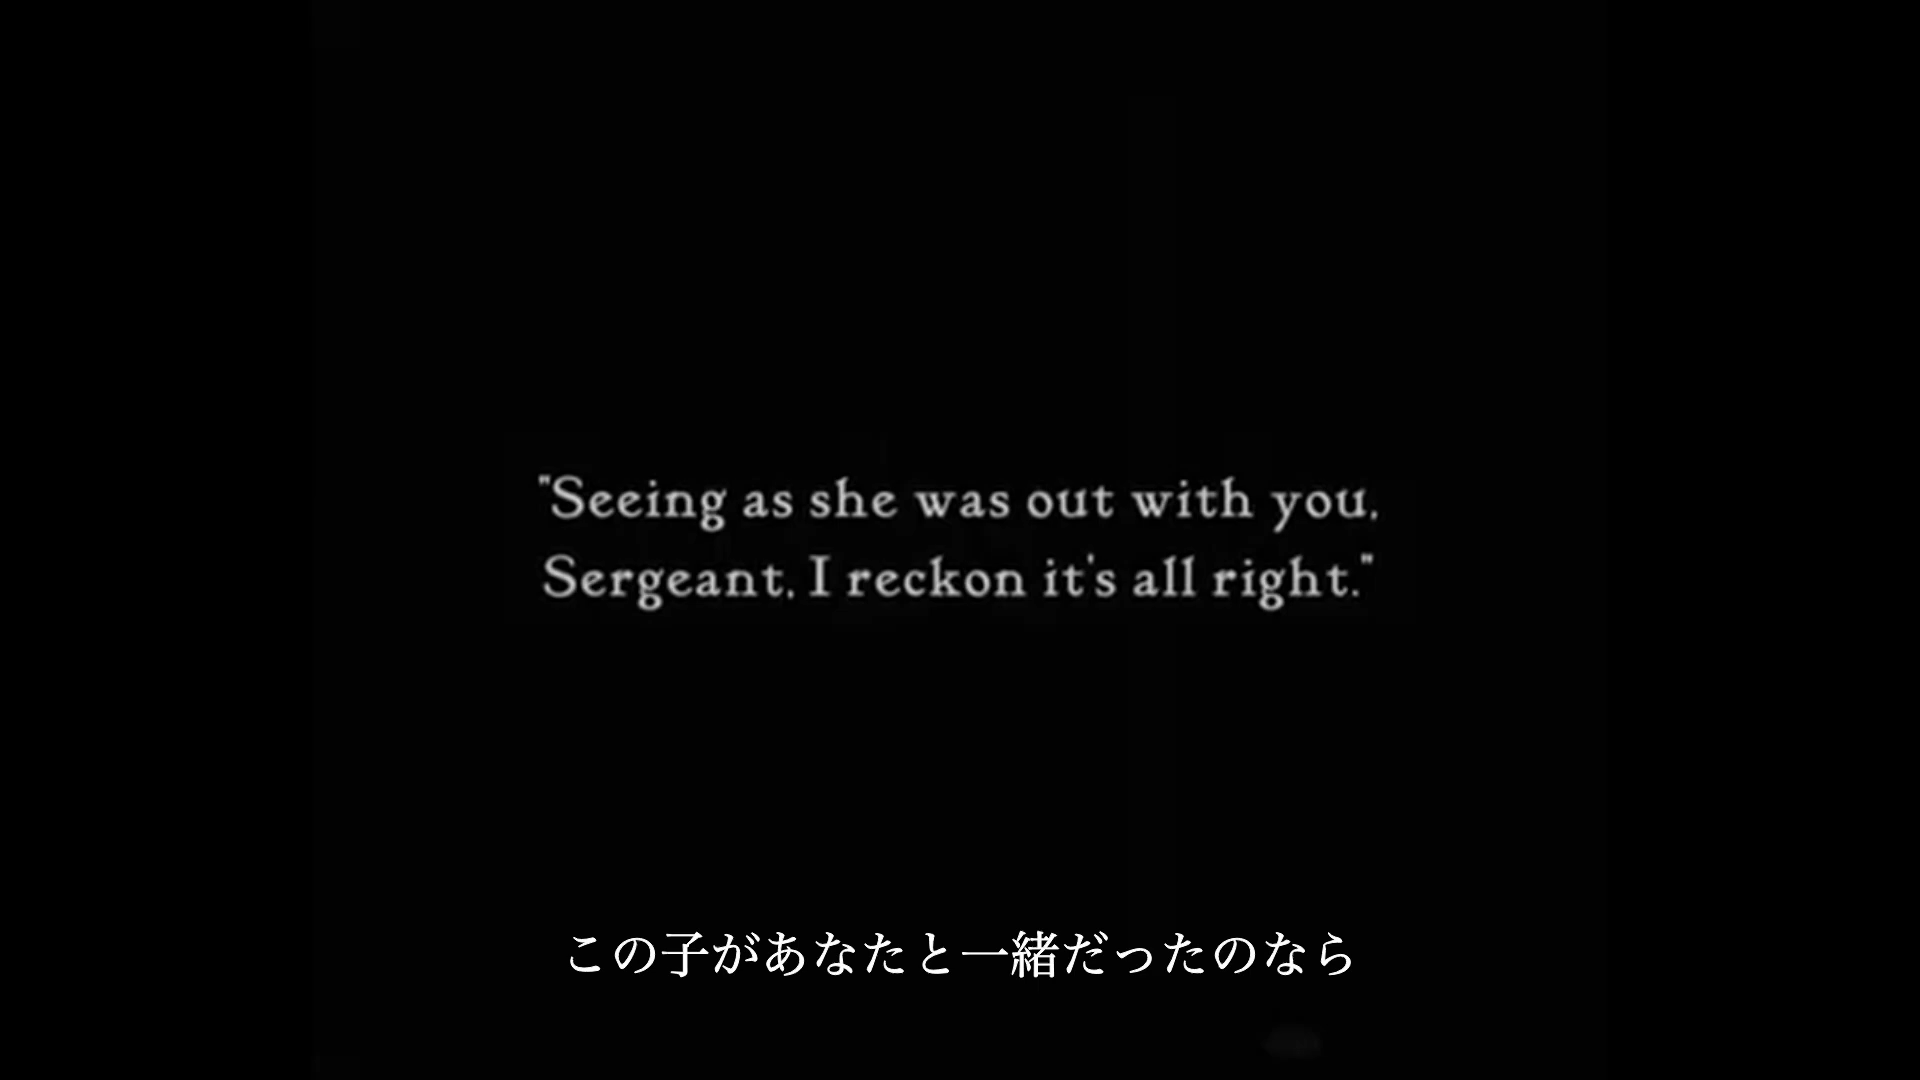 "Seeing as she was out with you,
Sergeant, I reckon it's all right."
この子があなたと一緒だったのなら